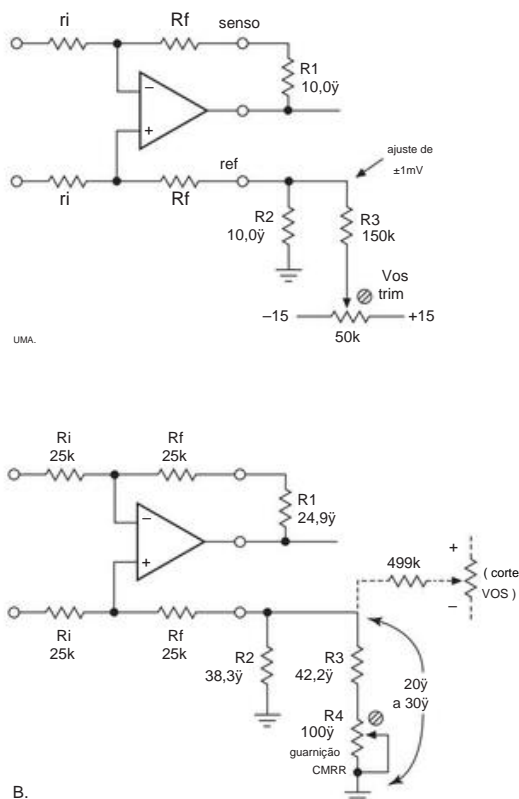 ri
Rf
senso
R1
10,0ÿ
−
+
ajuste de
±1mV
ri
Rf
ref
R2
10,0ÿ
R3
150k
Vos
trim
–15
+15
50k
UMA.
Ri
25k
Rf
25k
R1
24,9ÿ
−
+
499k
+
( corte
VOS )
–
Ri
25k
Rf
25k
R2
38,3ÿ
R3
42,2ÿ
20ÿ
a 30ÿ
R4
100ÿ
guarnição
CMRR
B.